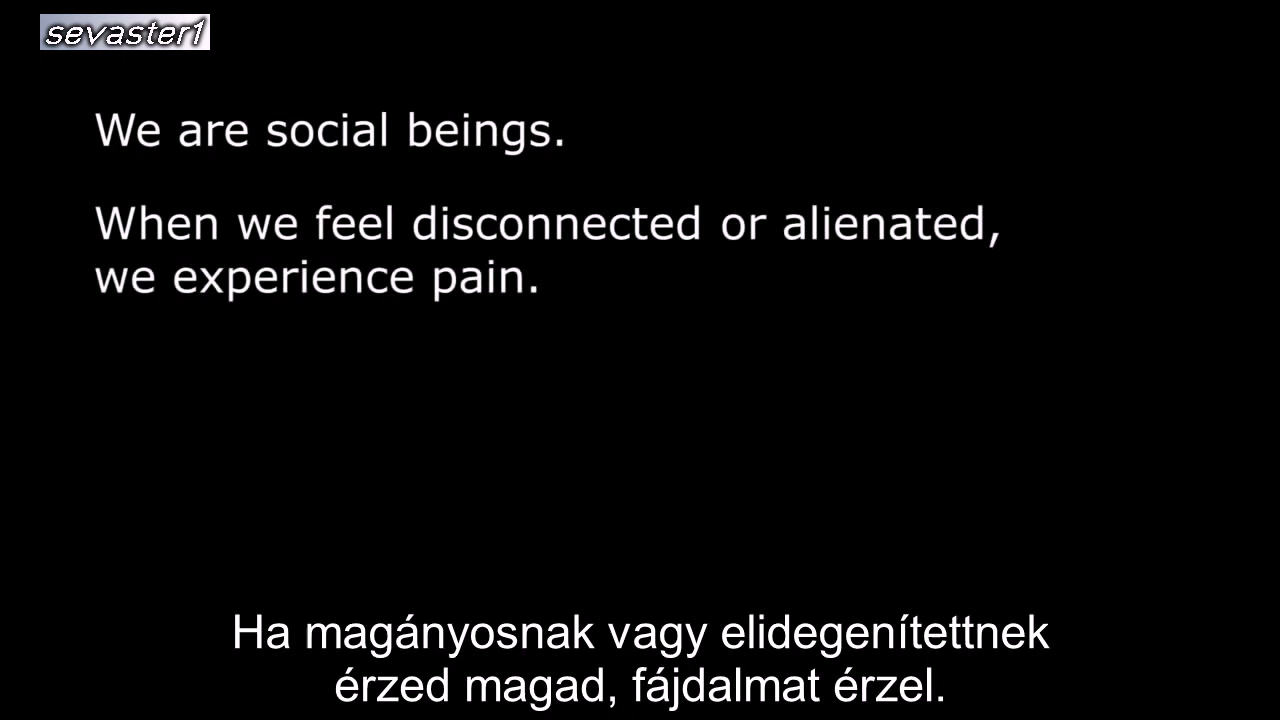 sevaster1
We are social beings.
When we feel disconnected or alienated,
we experience pain.
Ha magányosnak vagy elidegenítettnek
érzed magad, fájdalmat érzel.